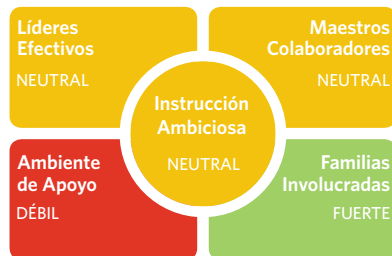 Líderes
Efectivos
NEUTRAL
Maestros
Colaboradores
NEUTRAL
Instrucción
Ambiciosa
NEUTRAL
Ambiente
de Apoyo
DÉBIL
Familias
Involucradas
FUERTE